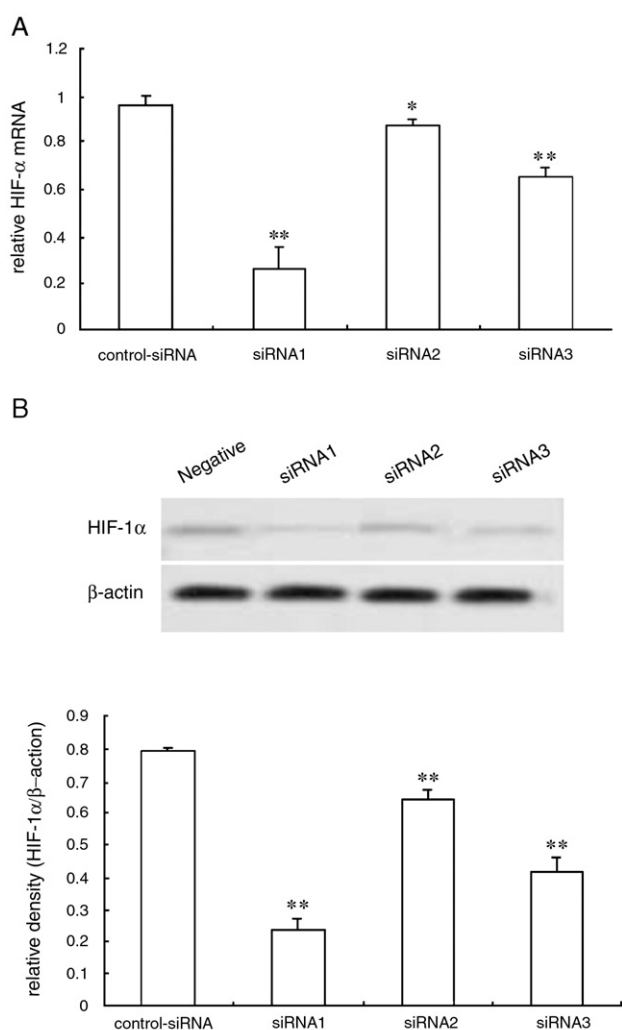 A
relative HIF-α mRNA
1.2
1
0.8
0.6
0.4
0.2
0
*
**
**
control-siRNA siRNA1 siRNA2 siRNA3
B
Negative siRNA1 siRNA2 siRNA3
HIF-1α
β-actin
relative density (HIF-1α/β–action)
0.9
0.8
0.7
0.6
0.5
0.4
0.3
0.2
0.1
0
**
**
**
control-siRNA siRNA1 siRNA2 siRNA3